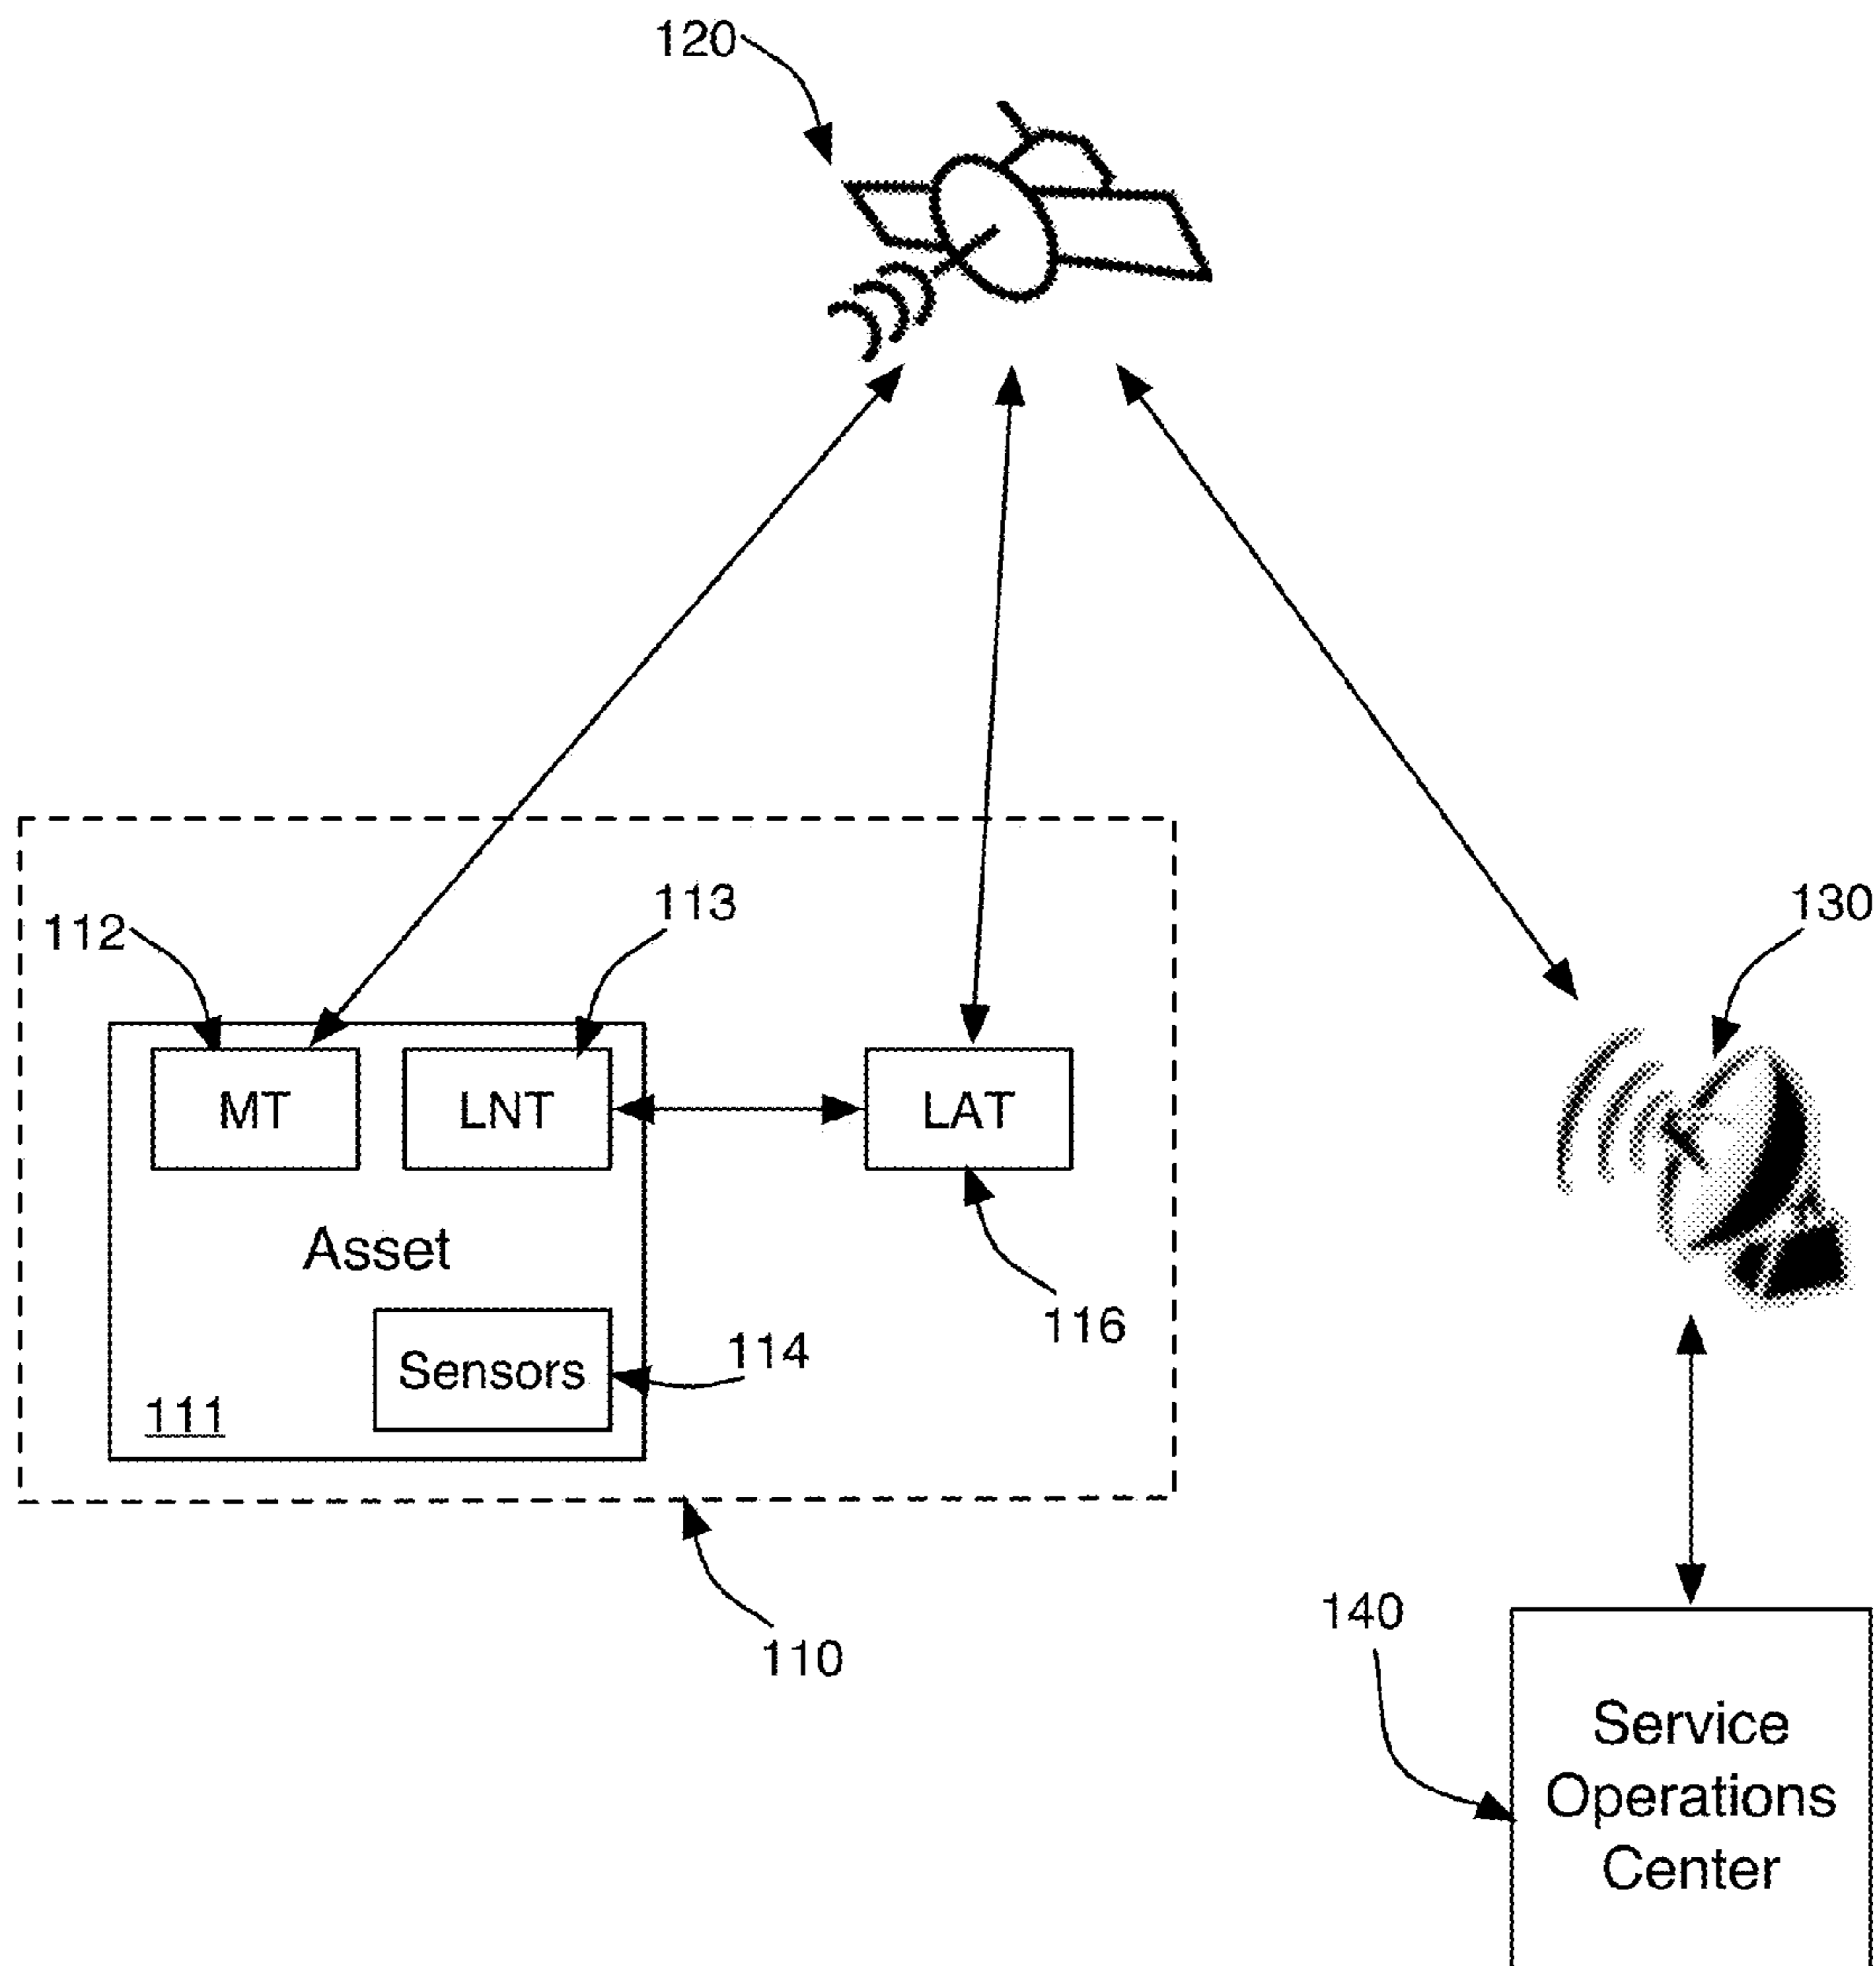 120
113
112
130
MT
LNT
LAT
Asset
116
114
Sensors
111
110
140
Service
Operations
Center